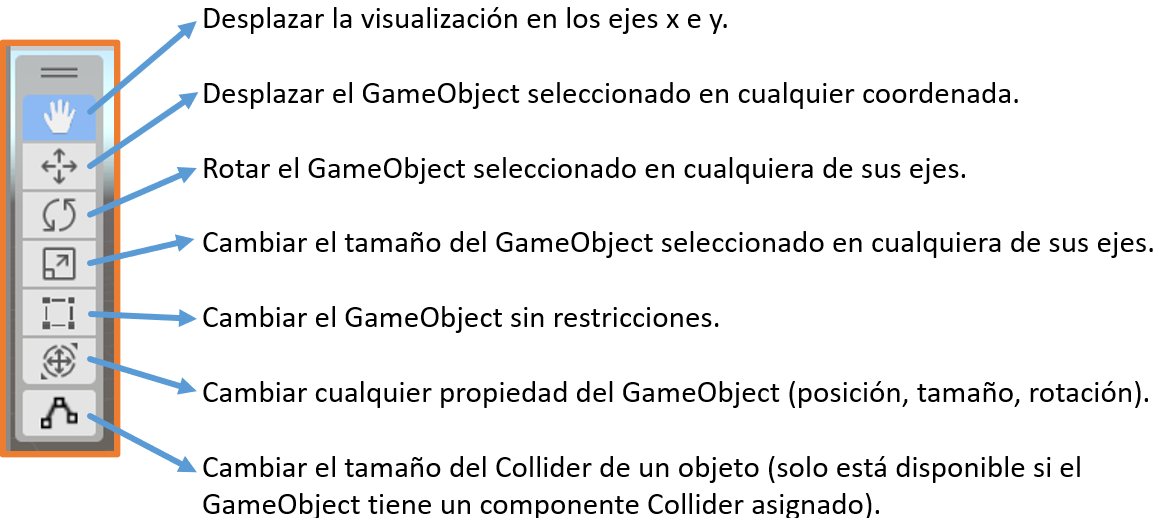 Desplazar la visualización en los ejes x e y.
Desplazar el GameObject seleccionado en cualquier coordenada.
Rotar el GameObject seleccionado en cualquiera de sus ejes.
Cambiar el tamaño del GameObject seleccionado en cualquiera de sus ejes.
Cambiar el GameObject sin restricciones.
Cambiar cualquier propiedad del GameObject (posición, tamaño, rotación).
Cambiar el tamaño del Collider de un objeto (solo está disponible si el
GameObject tiene un componente Collider asignado).